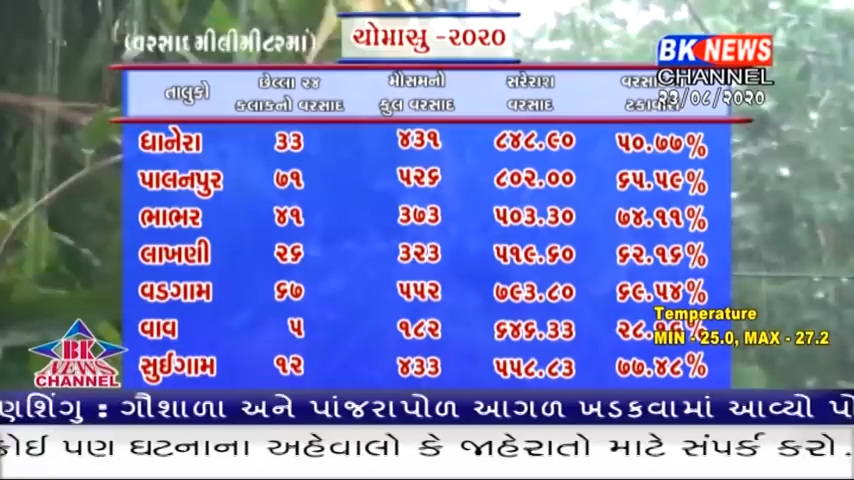 (વરસાદ મીલીમીટરમાં)
ચોમાસુ -૨૦૨૦
BK NEWS
CHANNEL
૨૩/૦૮/૨૦૨૦
તાલુકો છેલ્લા ૨૪ કલાકનો વરસાદ મૌસમનો કુલ વરસાદ સરેરાશ વરસાદ
ધાનેરા ૩૩ ૪૩૧ ૮૪૮.૯૦ ૫૦.૭૭%
પાલનપુર ૭૧ ૫૨૬ ૮૦૨.૦૦ ૬૫.૫૯%
ભાભર ૪૧ ૩૭૩ ૫૦૩.૩૦ ૭૪.૧૧%
લાખણી ૨૬ ૩૨૩ ૫૧૯.૬૦ ૬૨.૧૬%
વડગામ ૬૭ ૫૫૨ ૭૯૩.૮૦ ૬૯.૫૪%
વાવ ૫ ૧૮૨ ૬૪૬.૩૩
સુઈગામ ૧૨ ૪૩૩ ૫૫૮.૮૩ ૭૭.૪૮%
Temperature
MIN - 25.0, MAX - 27.2
BK
NEWS
CHANNEL
ણશિંગુ : ગૌશાળા અને પાંજરાપોળ આગળ ખડકવામાં આવ્યો પો
કોઈ પણ ઘટનાના અહેવાલો કે જાહેરાતો માટે સંપર્ક કરો.